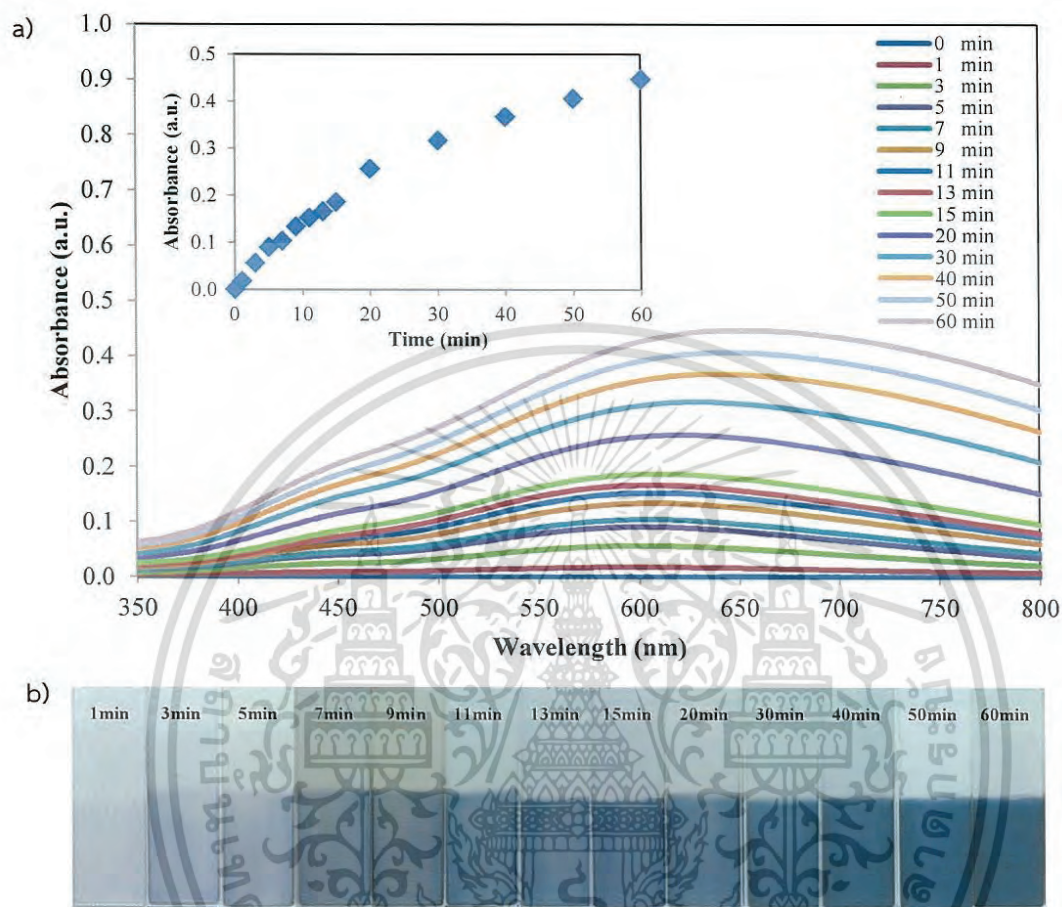 a)
1.0
0.9
0.8
0.7
0.6
0.5
0.4
0.3
0.2
0.1
0.0
Absorbance (a.u.)
350 400 450 500 550 600 650 700 750 800
Wavelength (nm)
0.5
0.4
0.3
0.2
0.1
0.0
Absorbance (a.u.)
0 10 20 30 40 50 60
Time (min)
0 min
1 min
3 min
5 min
7 min
9 min
11 min
13 min
15 min
20 min
30 min
40 min
50 min
60 min
b)
1min 3min 5min 7min 9min 11min 13min 15min 20min 30min 40min 50min 60min